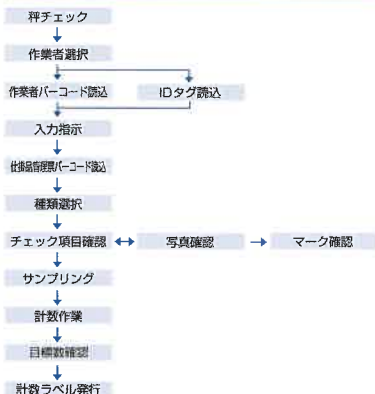 秤チェック
作業者選択
作業者バーコード読込
IDタグ読込
入力指示
仕掛品管理票バーコード読込
種類選択
チェック項目確認
写真確認
マーク確認
サンプリング
計数作業
目標数確認
計数ラベル発行